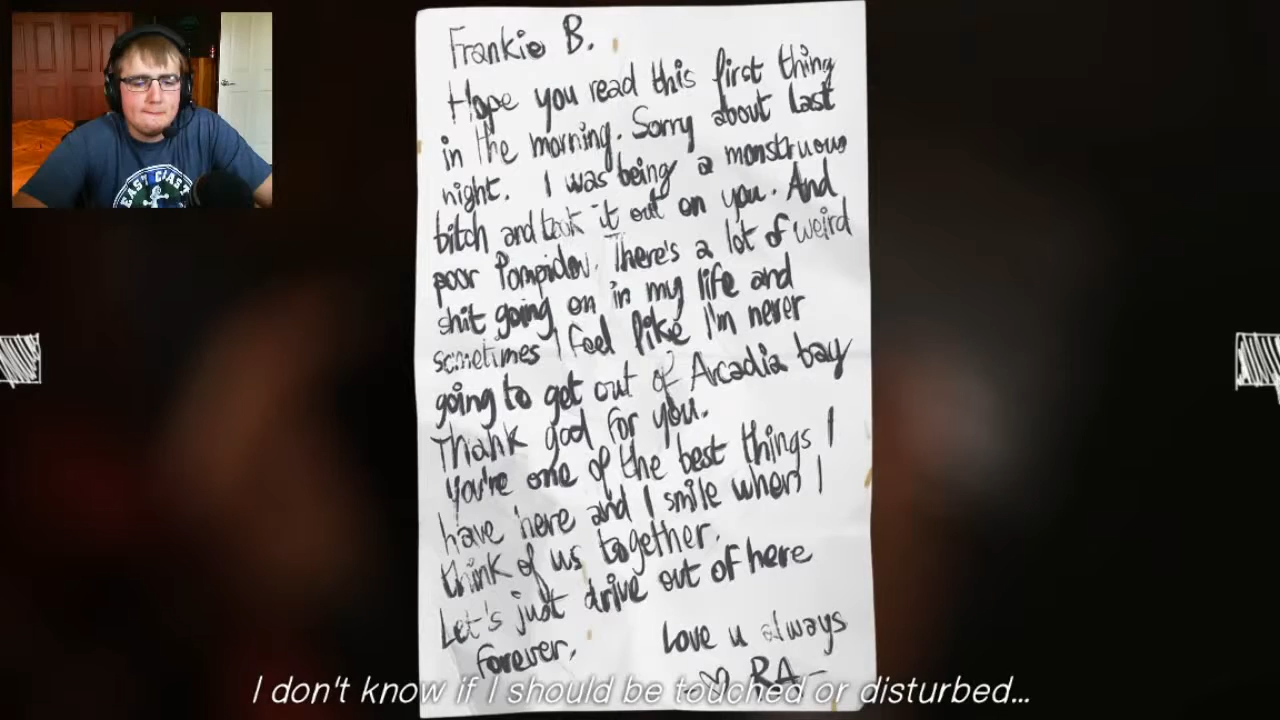 Frankie B.
Hope you read this first thing
in the morning. Sorry about last
night. I was being a monstruous
bitch and took it out on you. And
poor Pompidou. There's a lot of weird
shit going on in my life and
sometimes I feel like I'm never
going to get out of Arcadia bay
Thank god for you.
You're one of the best things I
have here and I smile when I
think of us together.
Let's just drive out of here
forever.
Love u always
- ♡ RA -
I don't know if I should be touched or disturbed...
EAST COAST